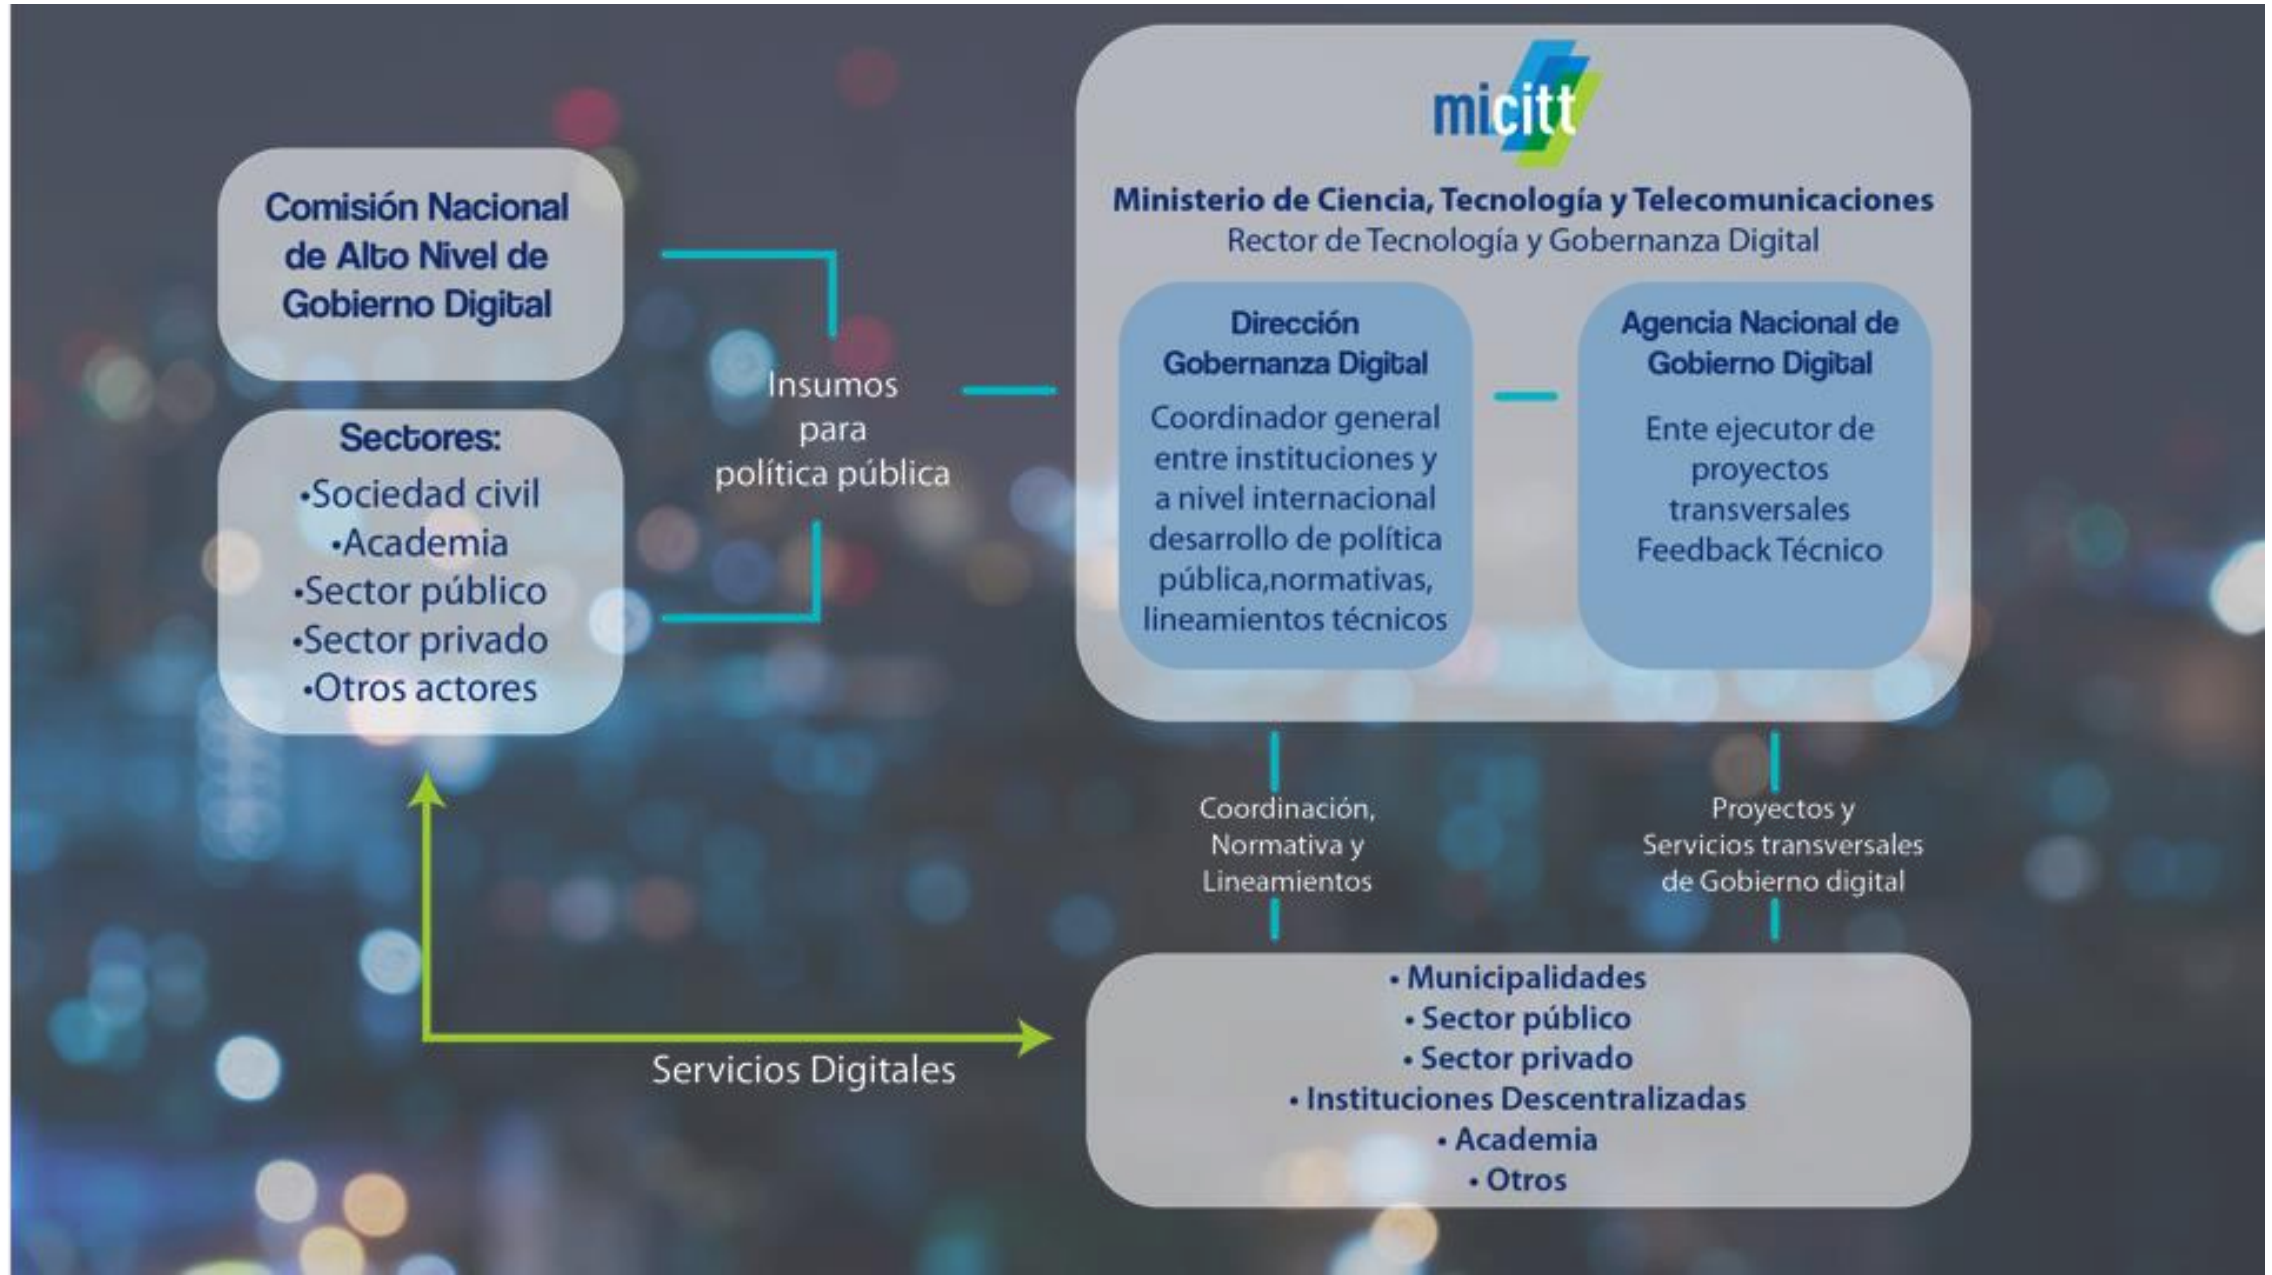 Comisión Nacional
de Alto Nivel de
Gobierno Digital
Sectores:
•Sociedad civil
•Academia
•Sector público
•Sector privado
•Otros actores
Insumos
para
política pública
micitt
Ministerio de Ciencia, Tecnología y Telecomunicaciones
Rector de Tecnología y Gobernanza Digital
Dirección
Gobernanza Digital
Coordinador general
entre instituciones y
a nivel internacional
desarrollo de política
pública,normativas,
lineamientos técnicos
Agencia Nacional de
Gobierno Digital
Ente ejecutor de
proyectos
transversales
Feedback Técnico
Coordinación,
Normativa y
Lineamientos
Proyectos y
Servicios transversales
de Gobierno digital
Servicios Digitales
• Municipalidades
• Sector público
• Sector privado
• Instituciones Descentralizadas
• Academia
• Otros